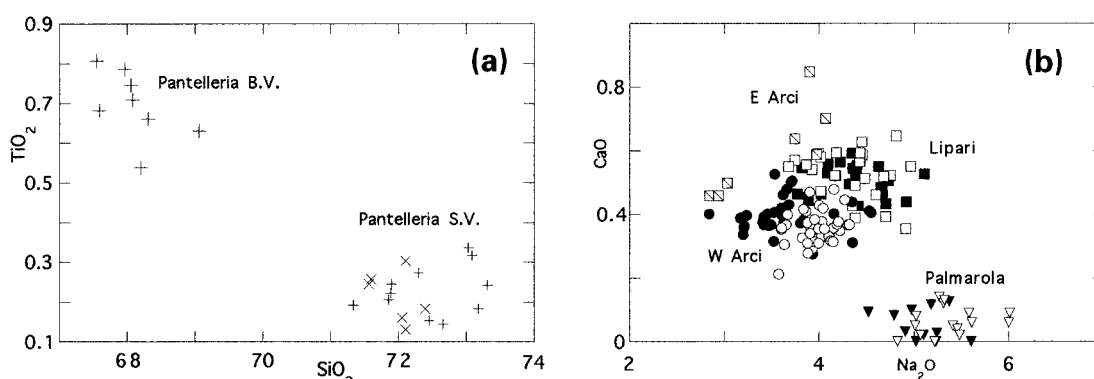 0.9
0.7
0.5
0.3
0.1
TiO2
(a)
Pantelleria B.V.
Pantelleria S.V.
68
70
72
74
SiO2
(b)
0.8
0.4
0
CaO
E Arci
Lipari
W Arci
Palmarola
2
4
6
Na2O